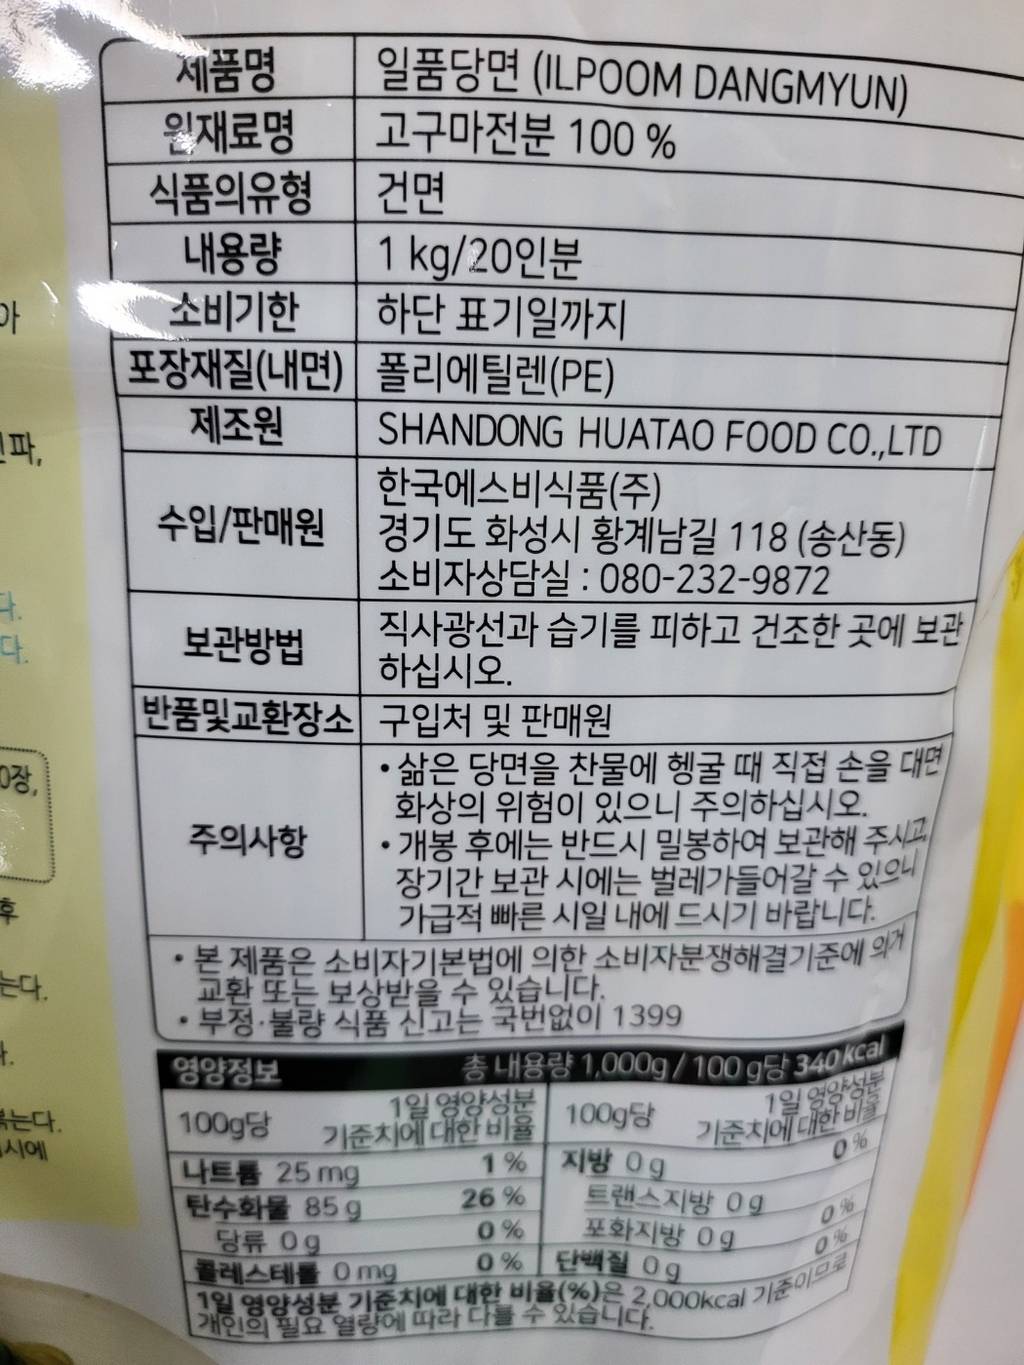 제품명 일품당면 (ILPOOM DANGMYUN)
원재료명 고구마전분 100 %
식품의유형 건면
내용량 1 kg/20인분
소비기한 하단 표기일까지
포장재질(내면) 폴리에틸렌(PE)
제조원 SHANDONG HUATAO FOOD CO.,LTD
수입/판매원 한국에스비식품(주)
경기도 화성시 황계남길 118 (송산동)
소비자상담실 : 080-232-9872
보관방법 직사광선과 습기를 피하고 건조한 곳에 보관
하십시오.
반품및교환장소 구입처 및 판매원
주의사항
• 삶은 당면을 찬물에 헹굴 때 직접 손을 대면
화상의 위험이 있으니 주의하십시오.
• 개봉 후에는 반드시 밀봉하여 보관해 주시고,
장기간 보관 시에는 벌레가들어갈 수 있으니
가급적 빠른 시일 내에 드시기 바랍니다.
• 본 제품은 소비자기본법에 의한 소비자분쟁해결기준에 의거
교환 또는 보상받을 수 있습니다.
• 부정·불량 식품 신고는 국번없이 1399
영양정보 총 내용량 1,000g / 100 g당 340 kcal
100g당 1일 영양성분 기준치에 대한 비율 100g당 1일 영양성분 기준치에 대한 비율
나트륨 25 mg 1 % 지방 0 g 0 %
탄수화물 85 g 26 % 트랜스지방 0 g
당류 0 g 0 % 포화지방 0 g 0 %
콜레스테롤 0 mg 0 % 단백질 0 g 0 %
1일 영양성분 기준치에 대한 비율(%)은 2,000kcal 기준이므로
개인의 필요 열량에 따라 다를 수 있습니다.
아
파,
다.
다.
0장,
후
는다.
는다.
시에